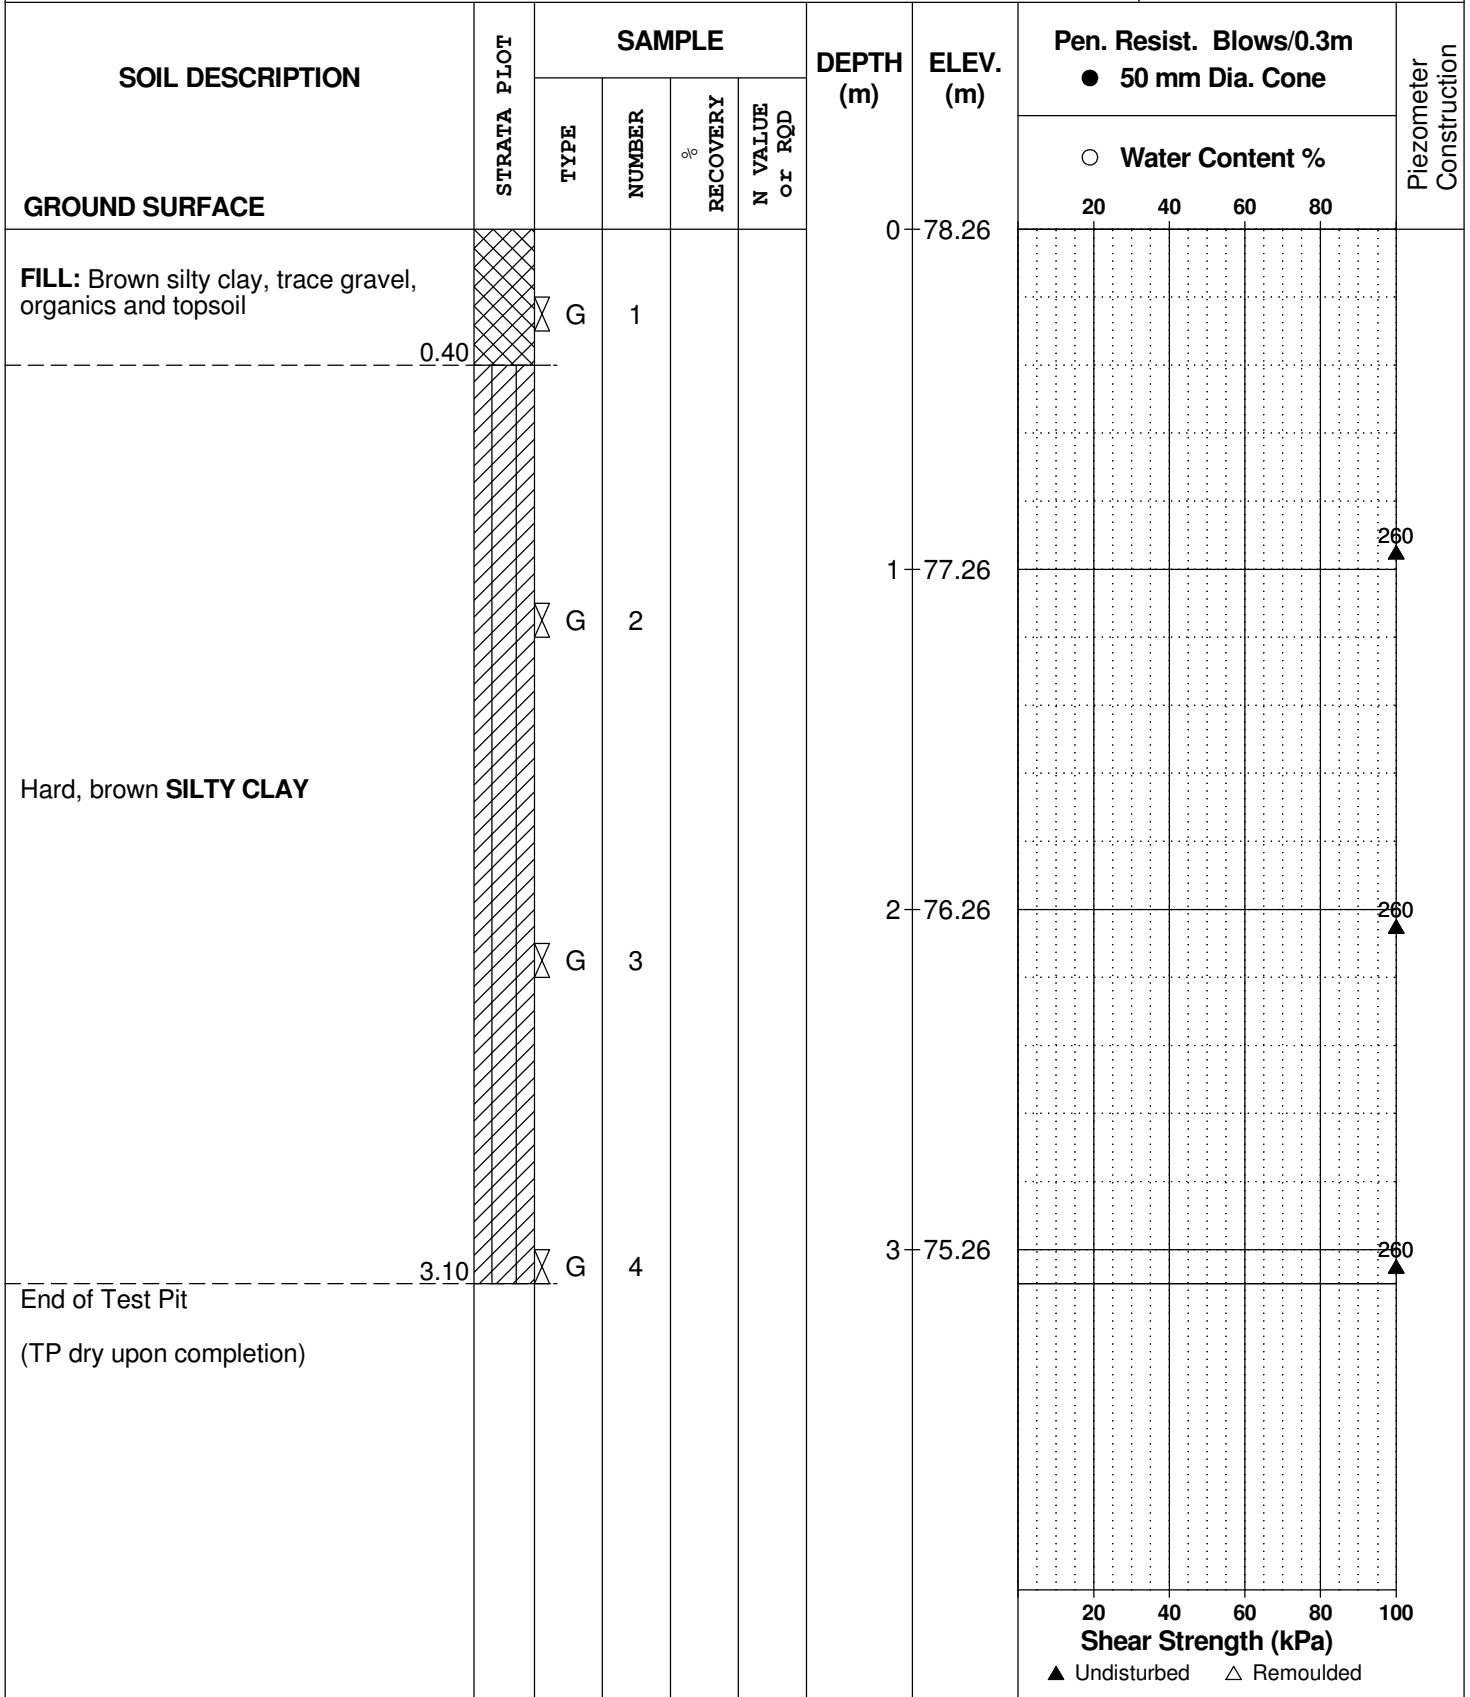 SOIL DESCRIPTION
GROUND SURFACE
STRATA PLOT
SAMPLE
TYPE
NUMBER
%
RECOVERY
N VALUE
or RQD
DEPTH
(m)
ELEV.
(m)
Pen. Resist. Blows/0.3m
● 50 mm Dia. Cone
○ Water Content %
20 40 60 80
Piezometer
Construction
0 78.26
FILL: Brown silty clay, trace gravel,
organics and topsoil
G 1
0.40
260
1 77.26
G 2
Hard, brown SILTY CLAY
2 76.26
260
G 3
3 75.26
260
G 4
3.10
End of Test Pit
(TP dry upon completion)
20 40 60 80 100
Shear Strength (kPa)
▲ Undisturbed △ Remoulded